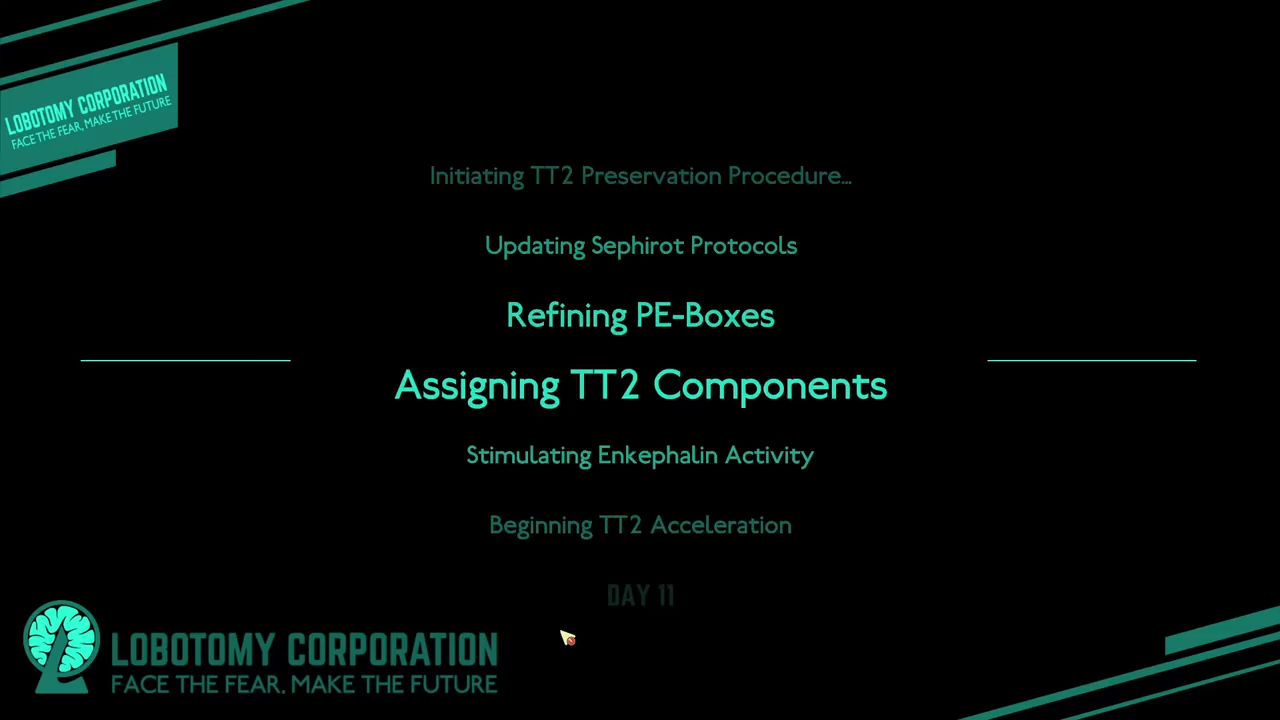 LOBOTOMY CORPORATION
FACE THE FEAR, MAKE THE FUTURE
Initiating TT2 Preservation Procedure...
Updating Sephirot Protocols
Refining PE-Boxes
Assigning TT2 Components
Stimulating Enkephalin Activity
Beginning TT2 Acceleration
DAY 11
LOBOTOMY CORPORATION
FACE THE FEAR, MAKE THE FUTURE